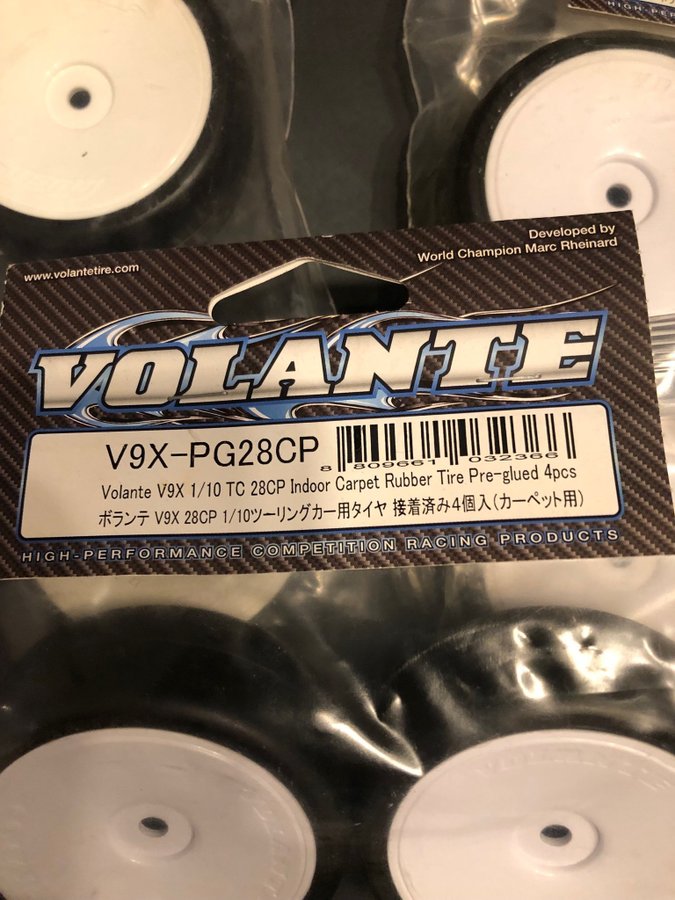 www.volantetire.com
Developed by
World Champion Marc Rheinard
VOLANTE
V9X-PG28CP
8 809661 032366
Volante V9X 1/10 TC 28CP Indoor Carpet Rubber Tire Pre-glued 4pcs
ボランテ V9X 28CP 1/10ツーリングカー用タイヤ 接着済み4個入(カーペット用)
HIGH-PERFORMANCE COMPETITION RACING PRODUCTS
VOLANTE